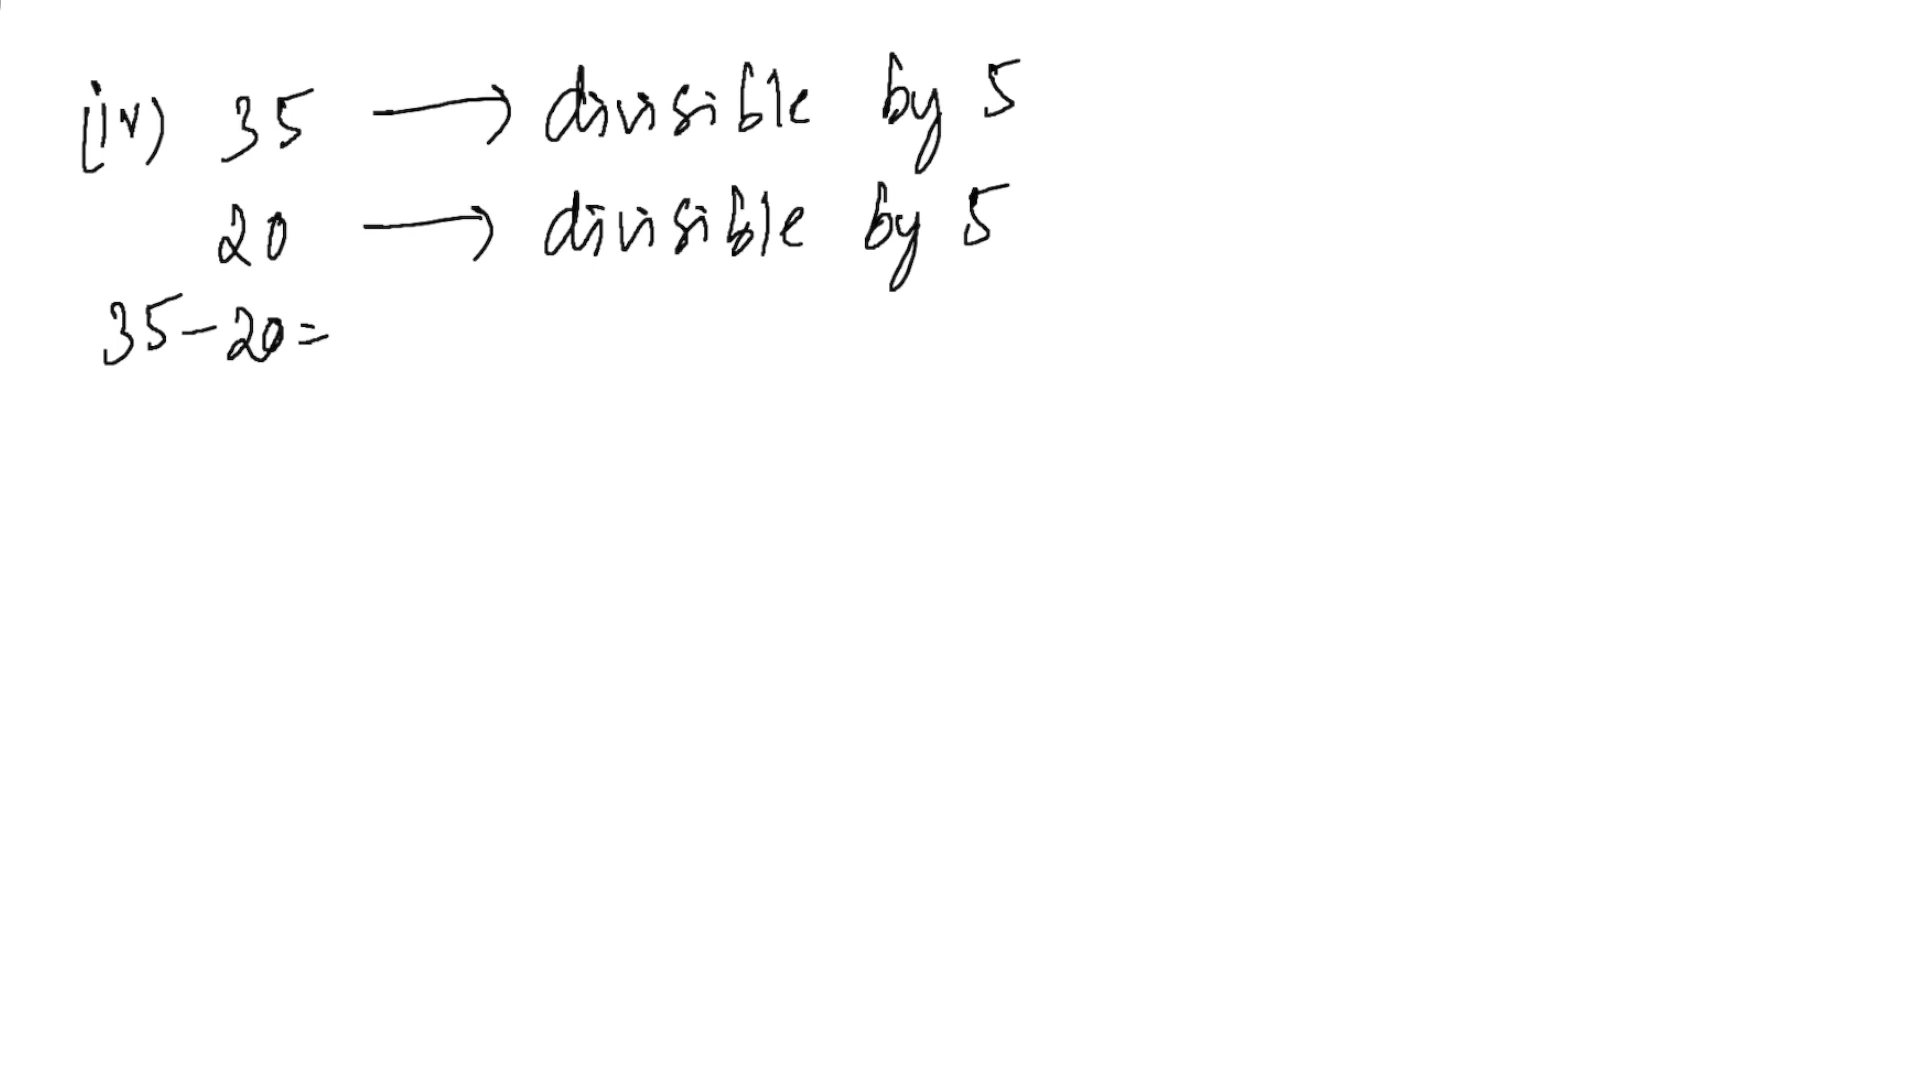 (iv) 35 → divisible by 5
20 → divisible by 5
35-20=